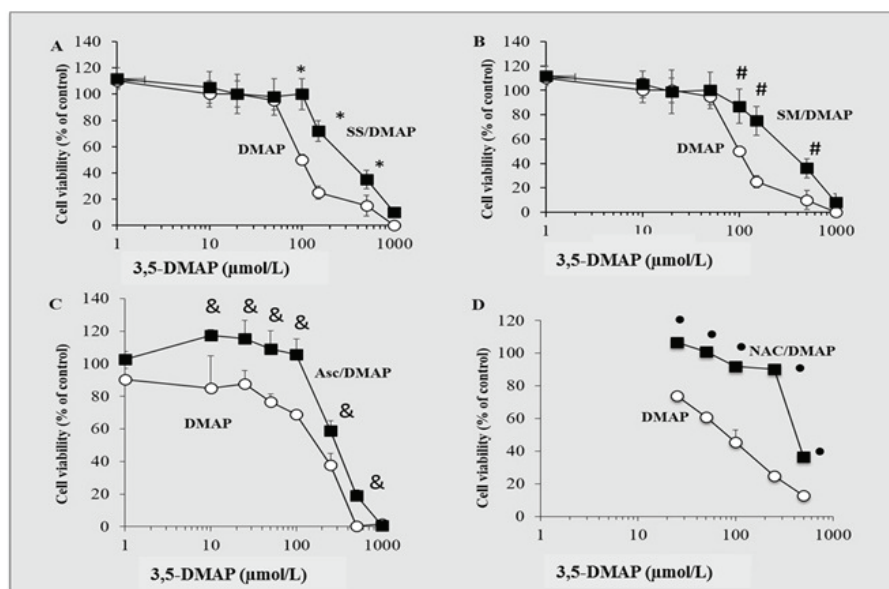 A
140
120
100
80
60
40
20
0
Cell viability (% of control)
*
*
*
SS/DMAP
DMAP
1 10 100 1000
3,5-DMAP (µmol/L)
B
140
120
100
80
60
40
20
0
Cell viability (% of control)
# #
#
SM/DMAP
DMAP
1 10 100 1000
3,5-DMAP (µmol/L)
C
140
120
100
80
60
40
20
0
Cell viability (% of control)
& & & &
&
&
Asc/DMAP
DMAP
1 10 100 1000
3,5-DMAP (µmol/L)
D
120
100
80
60
40
20
0
Cell viability (% of control)
NAC/DMAP
DMAP
1 10 100 1000
3,5-DMAP (µmol/L)